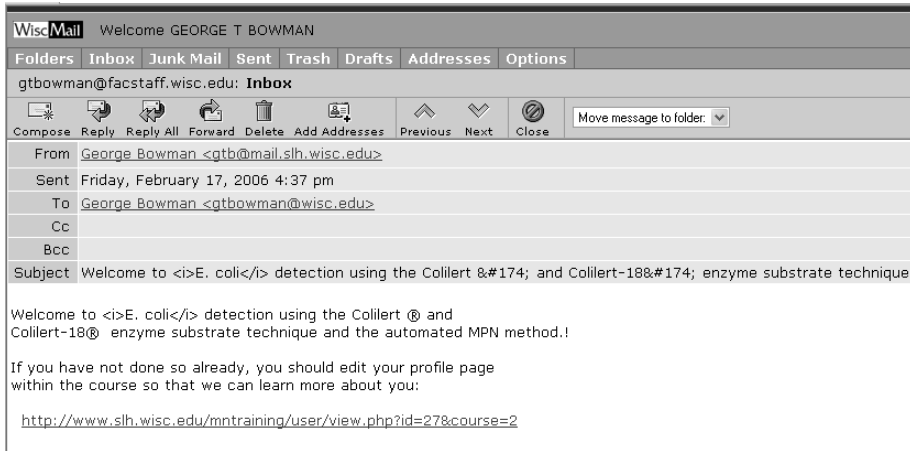 WiscMail Welcome GEORGE T BOWMAN
Folders Inbox Junk Mail Sent Trash Drafts Addresses Options
gtbowman@facstaff.wisc.edu: Inbox
Compose Reply Reply All Forward Delete Add Addresses Previous Next Close Move message to folder:
From George Bowman <gtb@mail.slh.wisc.edu>
Sent Friday, February 17, 2006 4:37 pm
To George Bowman <gtbowman@wisc.edu>
Cc
Bcc
Subject Welcome to <i>E. coli</i> detection using the Colilert &#174; and Colilert-18&#174; enzyme substrate technique
Welcome to <i>E. coli</i> detection using the Colilert ® and
Colilert-18® enzyme substrate technique and the automated MPN method.!
If you have not done so already, you should edit your profile page
within the course so that we can learn more about you:
http://www.slh.wisc.edu/mntraining/user/view.php?id=27&course=2